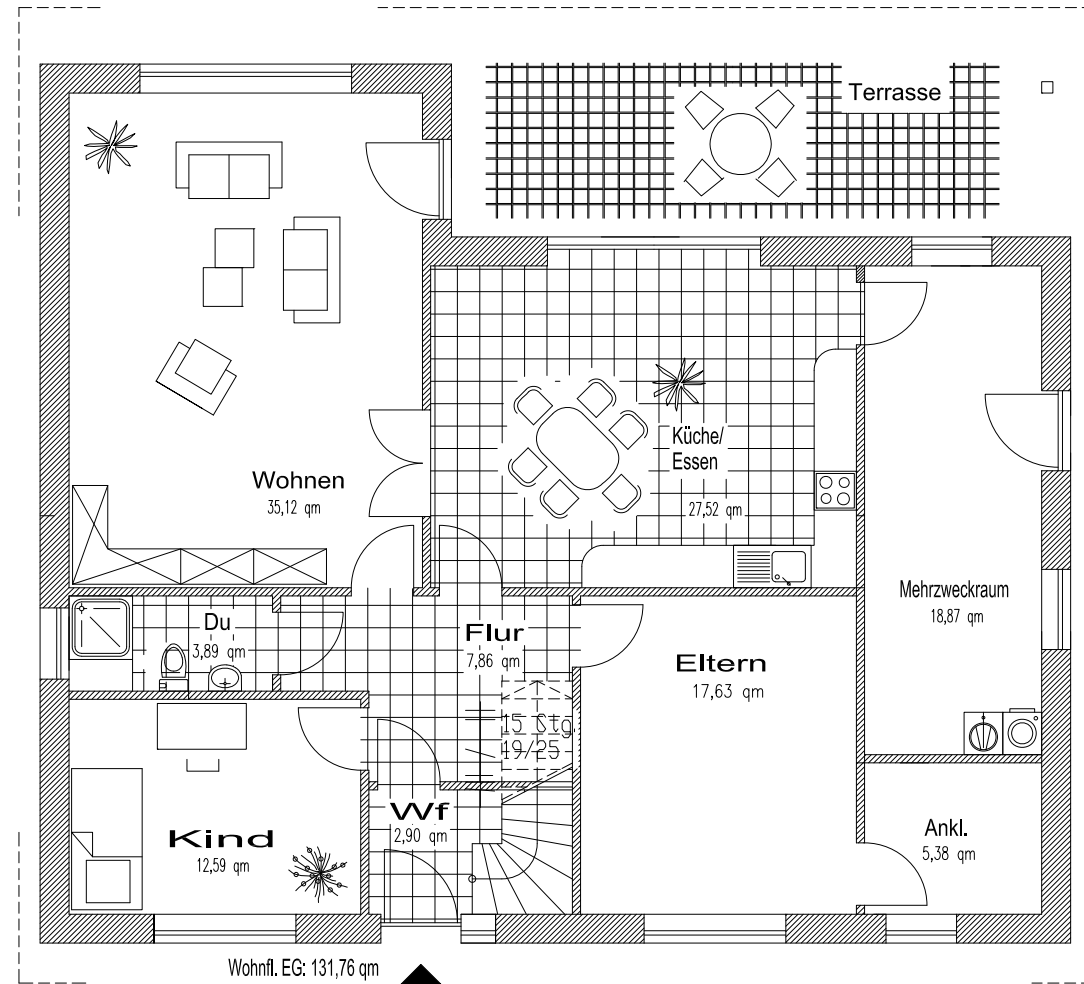 Terrasse
Wohnen
35,12 qm
Küche/
Essen
27,52 qm
Mehrzweckraum
18,87 qm
Du
3,89 qm
Flur
7,86 qm
Eltern
17,63 qm
15 Stg.
19/25
Wf
2,90 qm
Kind
12,59 qm
Ankl.
5,38 qm
Wohnfl. EG: 131,76 qm